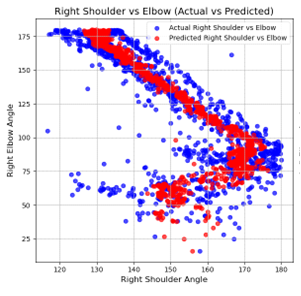 Right Shoulder vs Elbow (Actual vs Predicted)
Actual Right Shoulder vs Elbow
Predicted Right Shoulder vs Elbow
Right Elbow Angle
175
150
125
100
75
50
25
120
130
140
150
160
170
180
Right Shoulder Angle